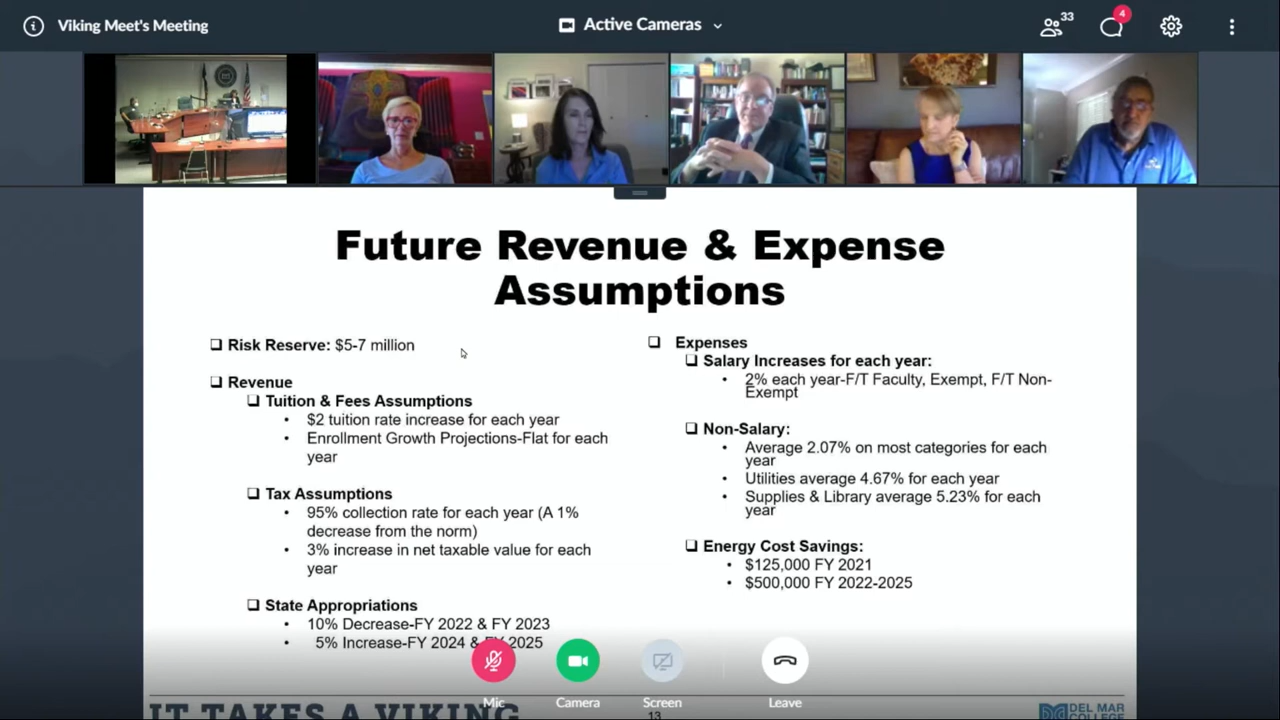 Viking Meet's Meeting
Active Cameras
33
4
Future Revenue & Expense
Assumptions
Risk Reserve: $5-7 million
Revenue
Tuition & Fees Assumptions
• $2 tuition rate increase for each year
• Enrollment Growth Projections-Flat for each
year
Tax Assumptions
• 95% collection rate for each year (A 1%
decrease from the norm)
• 3% increase in net taxable value for each
year
State Appropriations
• 10% Decrease-FY 2022 & FY 2023
• 5% Increase-FY 2024 & FY 2025
Expenses
Salary Increases for each year:
• 2% each year-F/T Faculty, Exempt, F/T Non-
Exempt
Non-Salary:
• Average 2.07% on most categories for each
year
• Utilities average 4.67% for each year
• Supplies & Library average 5.23% for each
year
Energy Cost Savings:
• $125,000 FY 2021
• $500,000 FY 2022-2025
Mic
Camera
Screen
Leave
IT TAKES A VIKING
13
DEL MAR
COLLEGE